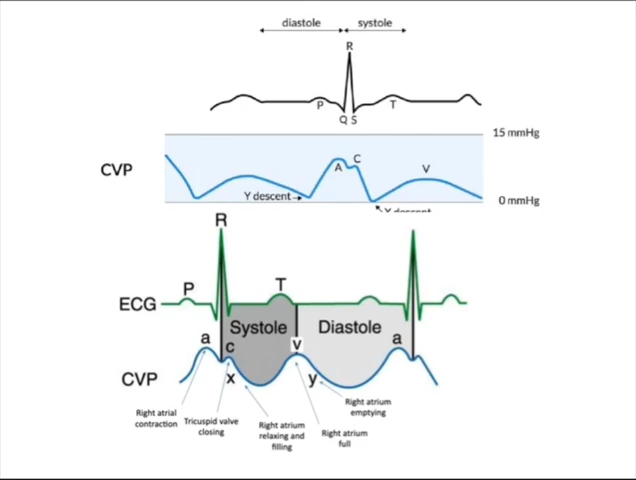 diastole systole
R
P
T
Q S
15 mmHg
CVP
A C
V
Y descent
0 mmHg
R
P
T
ECG
Systole Diastole
a
c
v
a
CVP
x
y
Right atrial
contraction
Tricuspid valve
closing
Right atrium
relaxing and
filling
Right atrium
full
Right atrium
emptying